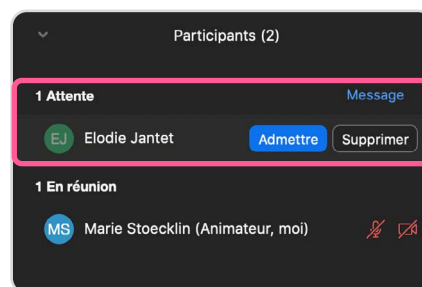 Participants (2)
1 Attente Message
EJ Elodie Jantet Admettre Supprimer
1 En réunion
MS Marie Stoecklin (Animateur, moi)